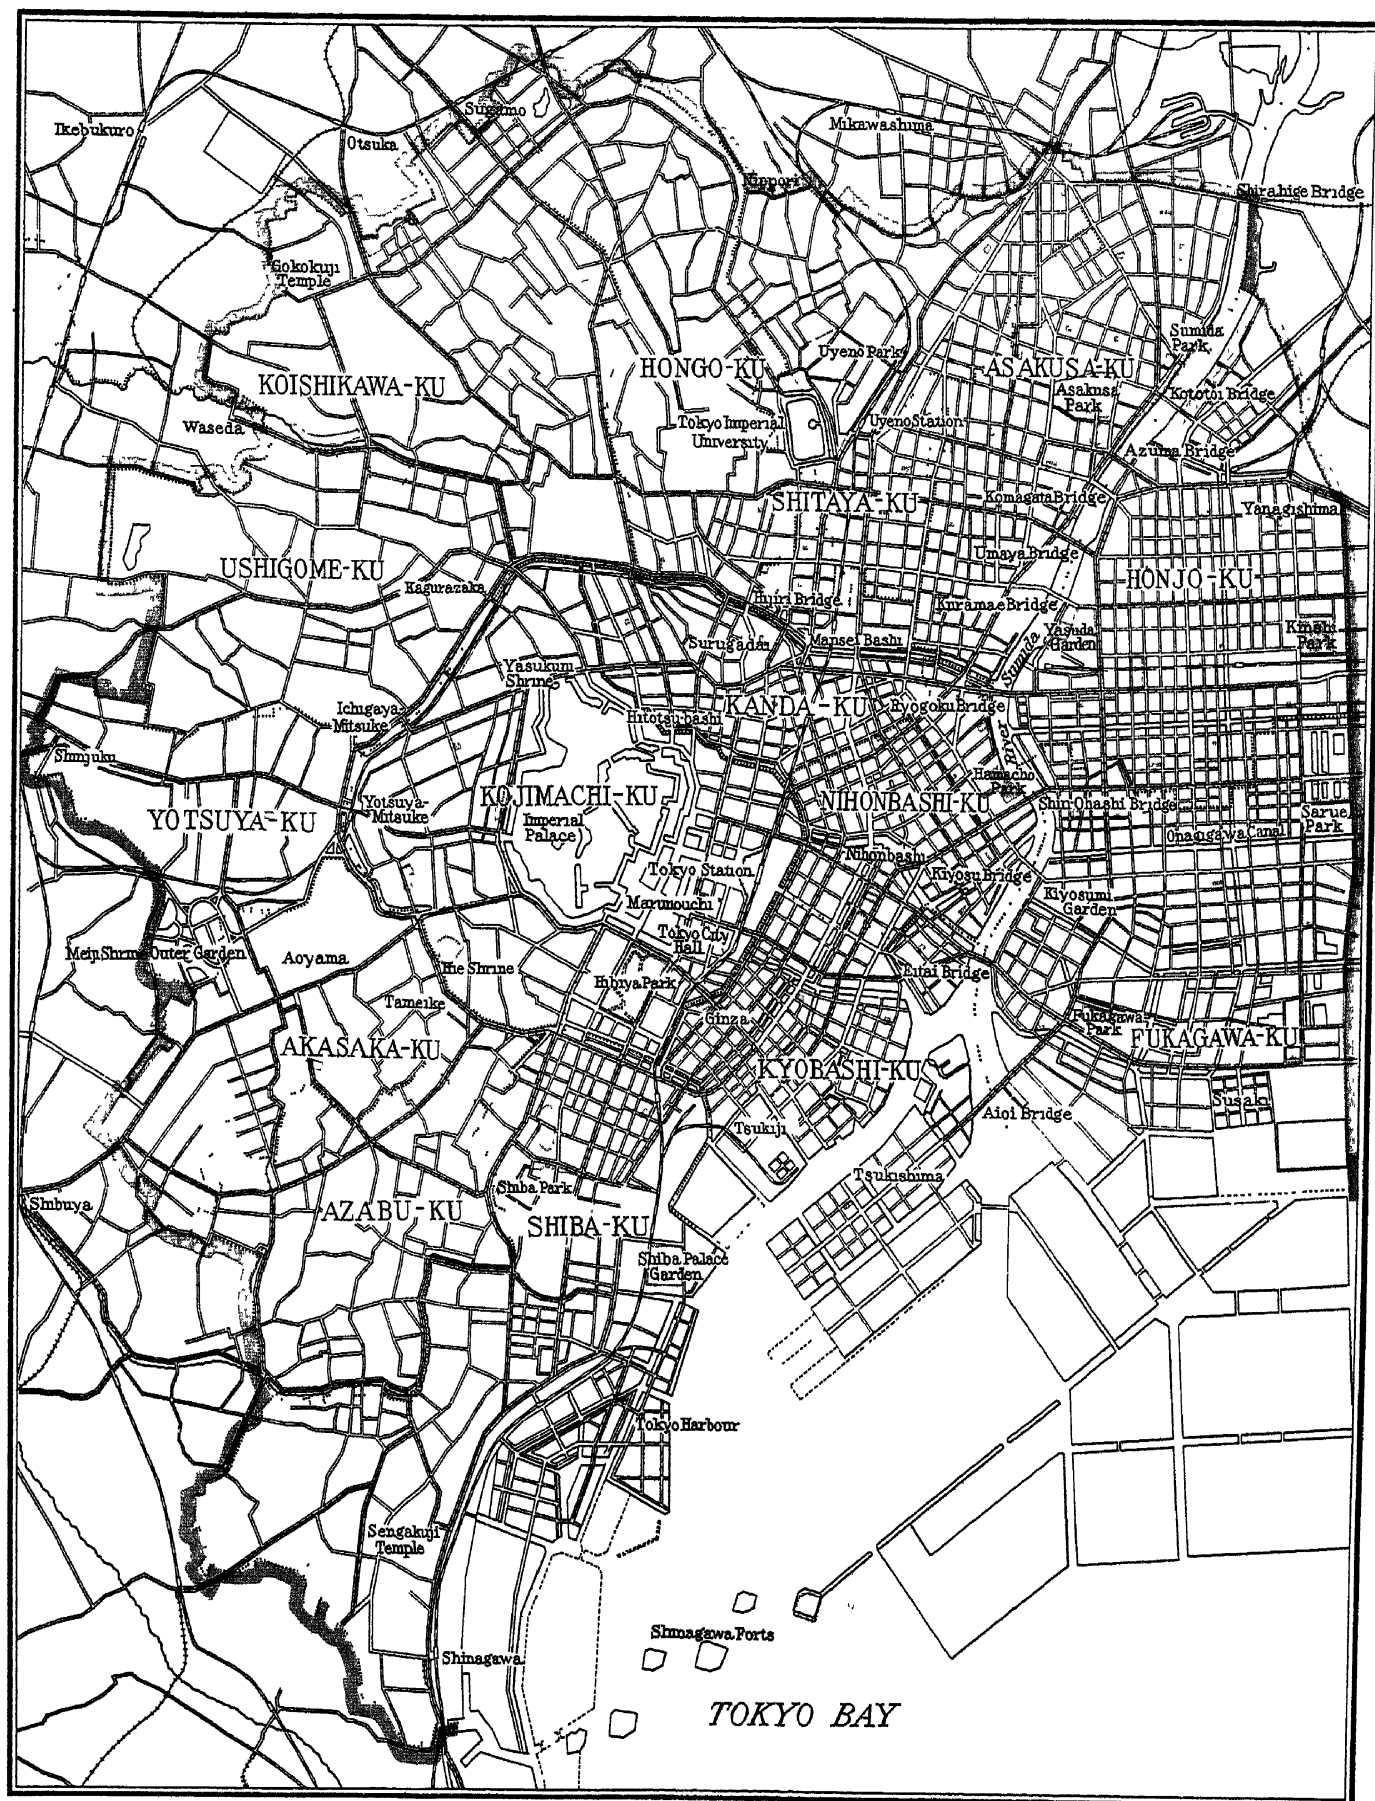 Sugamo
Ikebukuro
Otsuka
Mikawashima
Nippori St.
Shirahige Bridge
Gokokuji
Temple
Sumida
Park
Uyeno Park
HONGO-KU
ASAKUSA-KU
KOISHIKAWA-KU
Asakusa
Park
Kototoi Bridge
Waseda
Tokyo Imperial
University
Uyeno Station
Azuma Bridge
SHITAYA-KU
Komagata Bridge
Yanagishima
Umaya Bridge
USHIGOME-KU
HONJO-KU
Kagurazaka
Hijiri Bridge
Kuramae Bridge
Surugadai
Mansei Bashi
Yasuda
Garden
Kinshi
Park
Yasukuni
Shrine
Sumida
River
Ichigaya-
Mitsuke
Hitotsubashi
KANDA-KU
Ryogoku Bridge
Shinjuku
Hamacho
Park
YOTSUYA-KU
Yotsuya-
Mitsuke
KOJIMACHI-KU
Imperial
Palace
NIHONBASHI-KU
Shin Ohashi Bridge
Sarue
Park
Onagigawa Canal
Nihonbashi
Tokyo Station
Kiyosu Bridge
Marunouchi
Kiyosumi
Garden
Tokyo City
Hall
Meiji Shrine Outer Garden
Aoyama
Hie Shrine
Eitai Bridge
Hibiya Park
Tameike
Ginza
Fukagawa-
Park
FUKAGAWA-KU
AKASAKA-KU
KYOBASHI-KU
Susaki
Aioi Bridge
Tsukiji
Tsukishima
Shiba Park
Shibuya
AZABU-KU
SHIBA-KU
Shiba Palace
Garden
Tokyo Harbour
Sengakuji
Temple
Shinagawa Forts
Shinagawa
TOKYO BAY